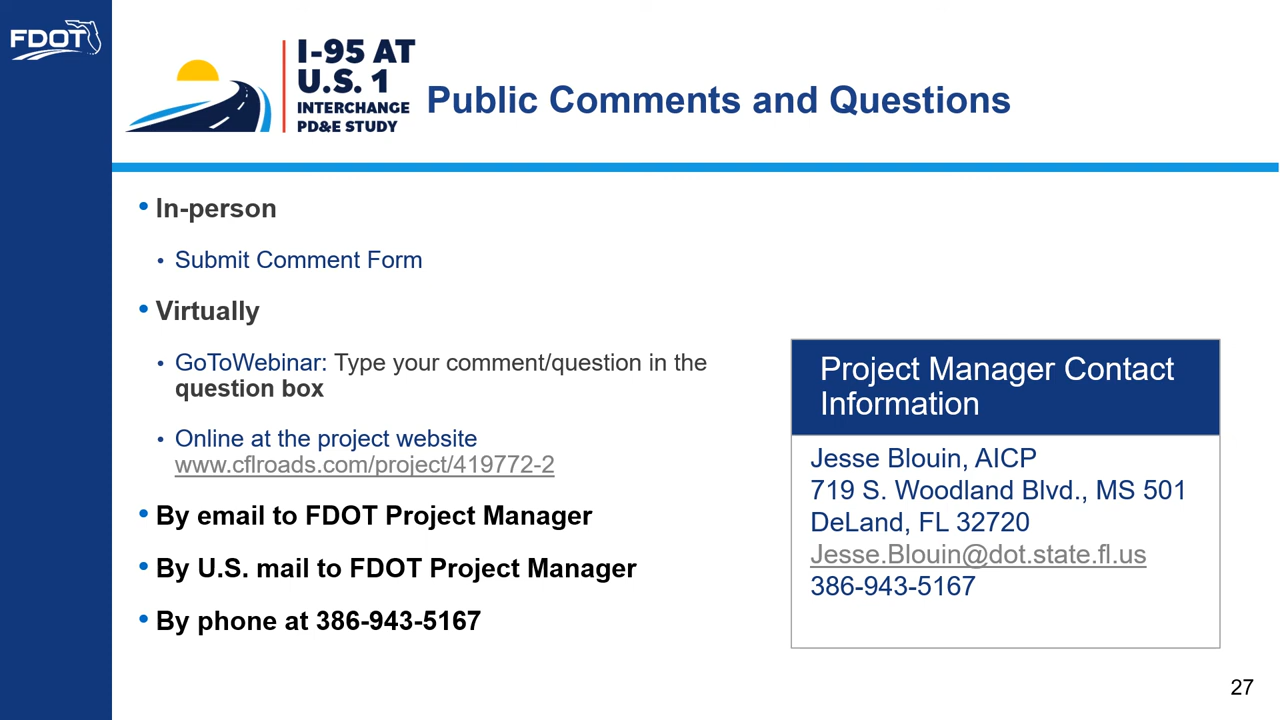 FDOT
I-95 AT
U.S. 1
INTERCHANGE
PD&E STUDY
Public Comments and Questions
• In-person
• Submit Comment Form
• Virtually
• GoToWebinar: Type your comment/question in the
question box
• Online at the project website
www.cflroads.com/project/419772-2
• By email to FDOT Project Manager
• By U.S. mail to FDOT Project Manager
• By phone at 386-943-5167
Project Manager Contact
Information
Jesse Blouin, AICP
719 S. Woodland Blvd., MS 501
DeLand, FL 32720
Jesse.Blouin@dot.state.fl.us
386-943-5167
27